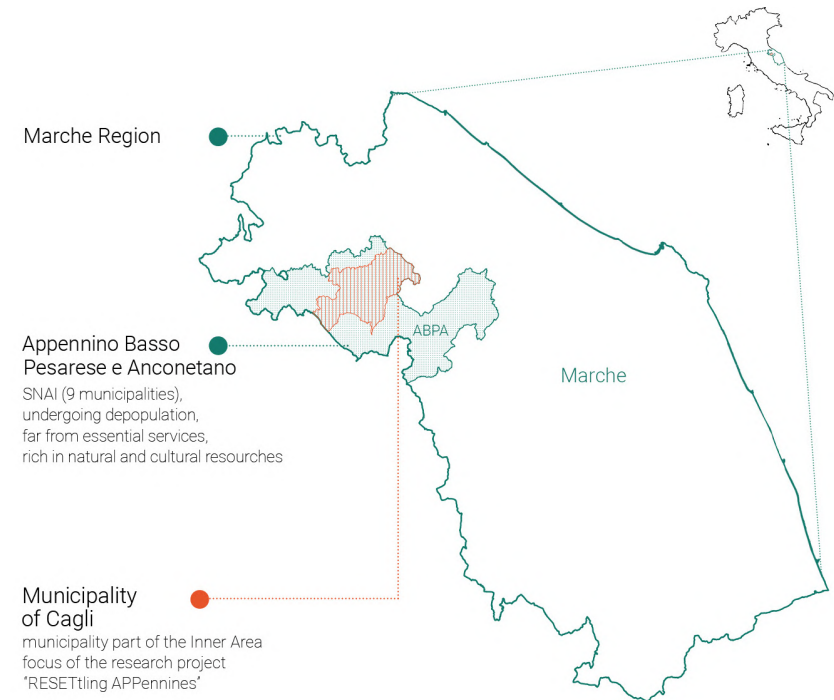 Marche Region
Appennino Basso
Pesarese e Anconetano
SNAI (9 municipalities),
undergoing depopulation,
far from essential services,
rich in natural and cultural resourches
ABPA
Marche
Municipality
of Cagli
municipality part of the Inner Area
focus of the research project
“RESETtling APPennines”